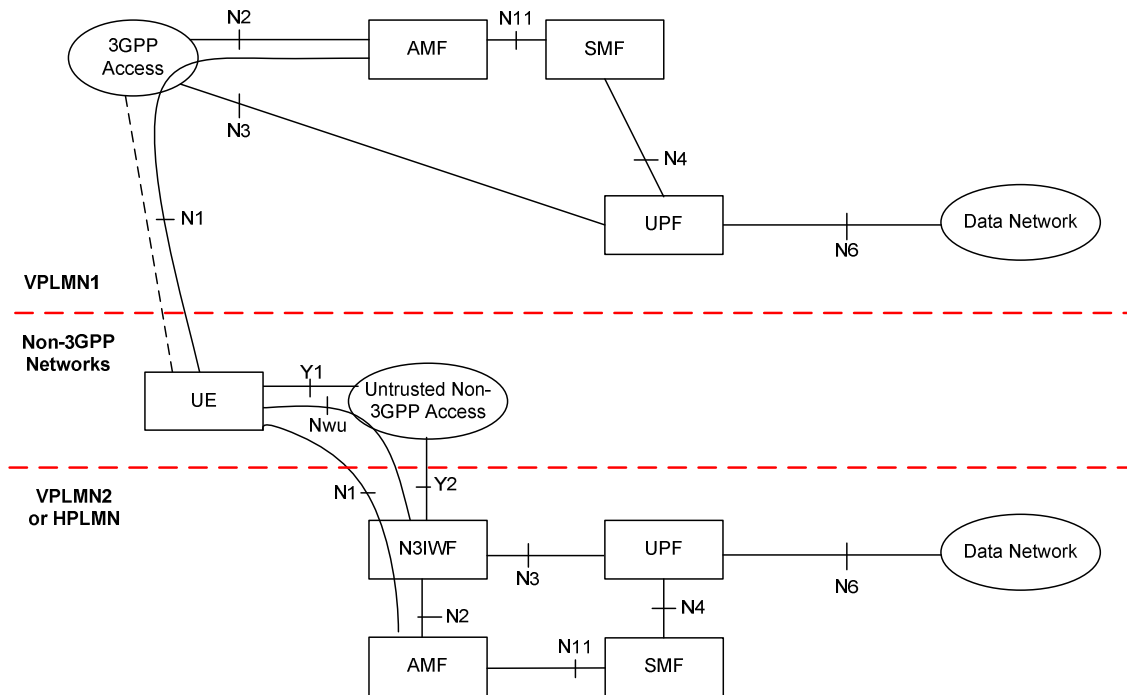 N2
N11
3GPP
Access
AMF
SMF
N3
N4
N1
UPF
Data Network
N6
VPLMN1
Non-3GPP
Networks
Y1
Untrusted Non-
3GPP Access
UE
Nwu
VPLMN2
or HPLMN
N1
Y2
N3IWF
UPF
Data Network
N3
N6
N2
N4
N11
AMF
SMF